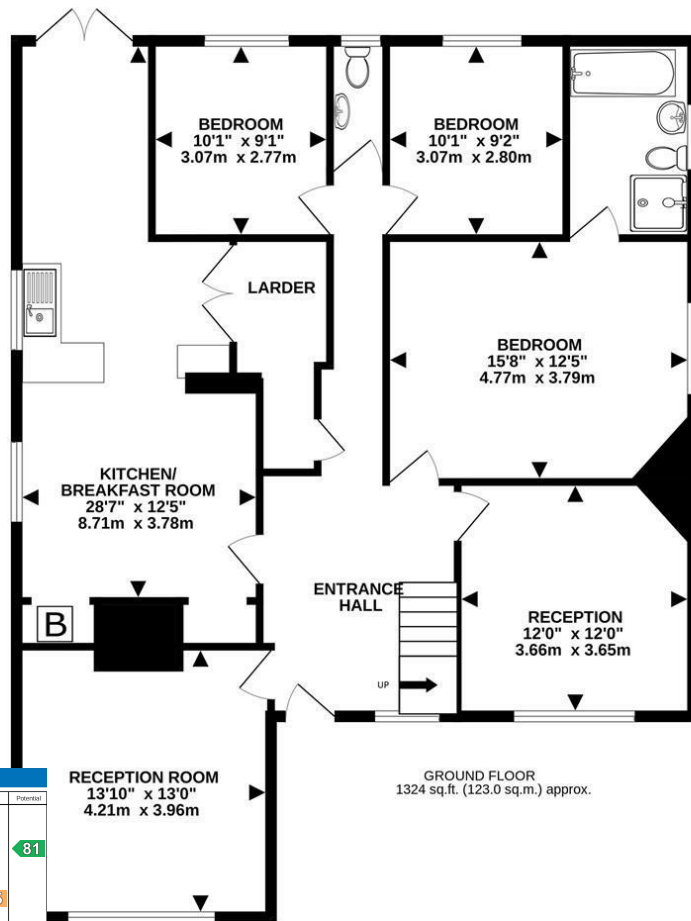 BEDROOM
10'1" x 9'1"
3.07m x 2.77m
BEDROOM
10'1" x 9'2"
3.07m x 2.80m
LARDER
BEDROOM
15'8" x 12'5"
4.77m x 3.79m
KITCHEN/
BREAKFAST ROOM
28'7" x 12'5"
8.71m x 3.78m
B
ENTRANCE
HALL
UP
RECEPTION
12'0" x 12'0"
3.66m x 3.65m
RECEPTION ROOM
13'10" x 13'0"
4.21m x 3.96m
GROUND FLOOR
1324 sq.ft. (123.0 sq.m.) approx.
Potential
81